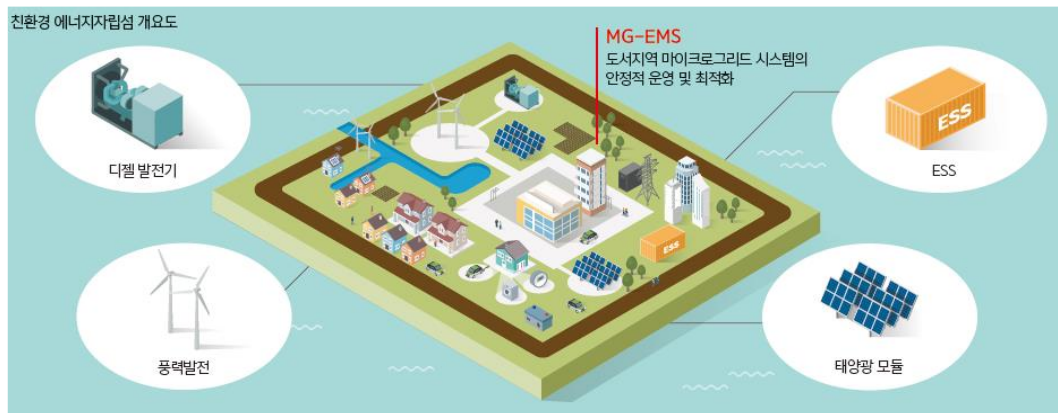 친환경 에너지자립섬 개요도
MG-EMS
도서지역 마이크로그리드 시스템의
안정적 운영 및 최적화
디젤 발전기
ESS
ESS
ESS
풍력발전
태양광 모듈